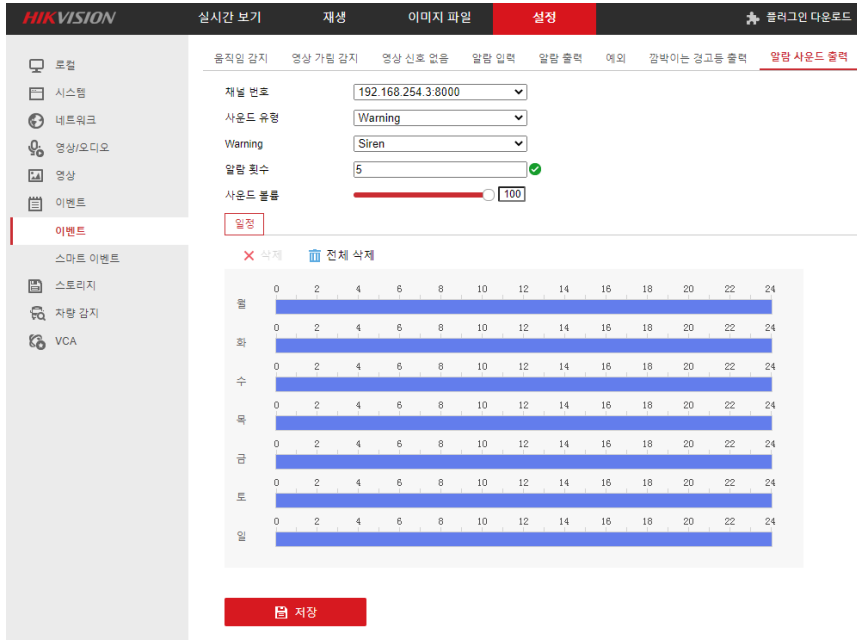 HIKVISION 실시간 보기 재생 이미지 파일 설정 플러그인 다운로드
움직임 감지 영상 가림 감지 영상 신호 없음 알람 입력 알람 출력 예외 깜박이는 경고등 출력 알람 사운드 출력
로컬
시스템
네트워크
영상/오디오
영상
이벤트
이벤트
스마트 이벤트
스토리지
차량 감지
VCA
채널 번호 192.168.254.3:8000
사운드 유형 Warning
Warning Siren
알람 횟수 5
사운드 볼륨 100
일정
삭제 전체 삭제
0 2 4 6 8 10 12 14 16 18 20 22 24
월
0 2 4 6 8 10 12 14 16 18 20 22 24
화
0 2 4 6 8 10 12 14 16 18 20 22 24
수
0 2 4 6 8 10 12 14 16 18 20 22 24
목
0 2 4 6 8 10 12 14 16 18 20 22 24
금
0 2 4 6 8 10 12 14 16 18 20 22 24
토
0 2 4 6 8 10 12 14 16 18 20 22 24
일
저장